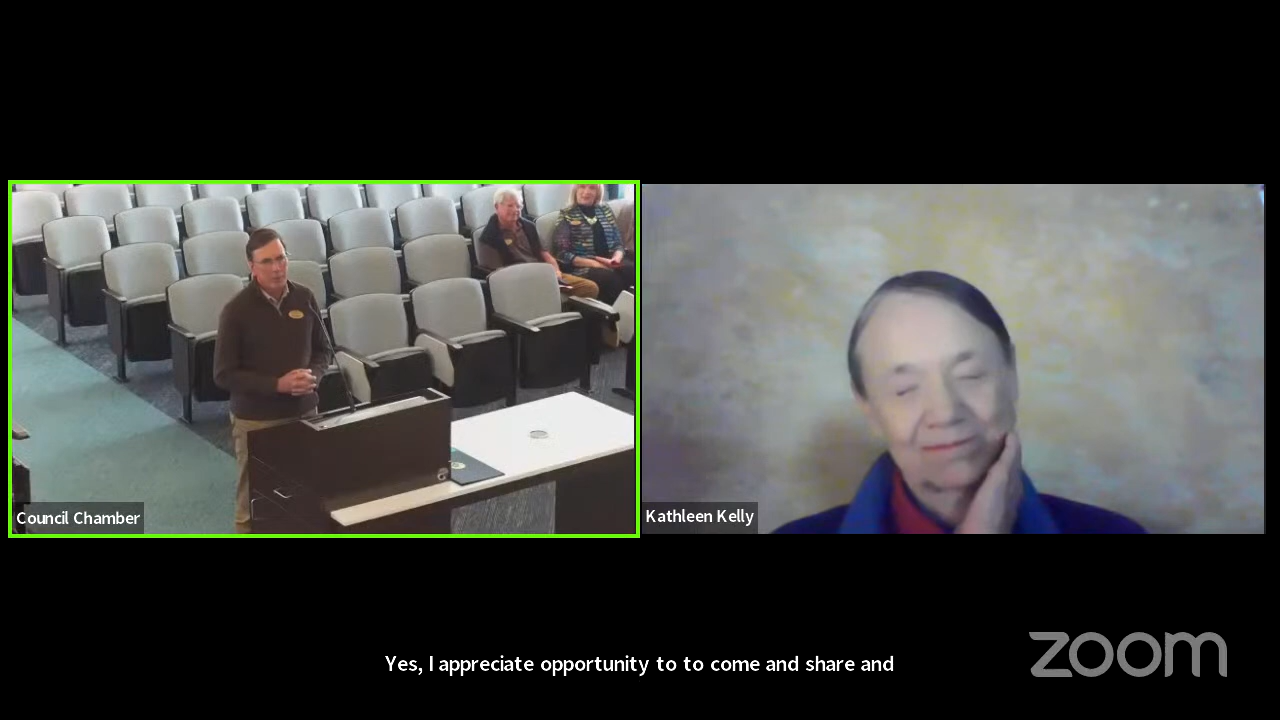 Council Chamber
Kathleen Kelly
Yes, I appreciate opportunity to to come and share and
zoom